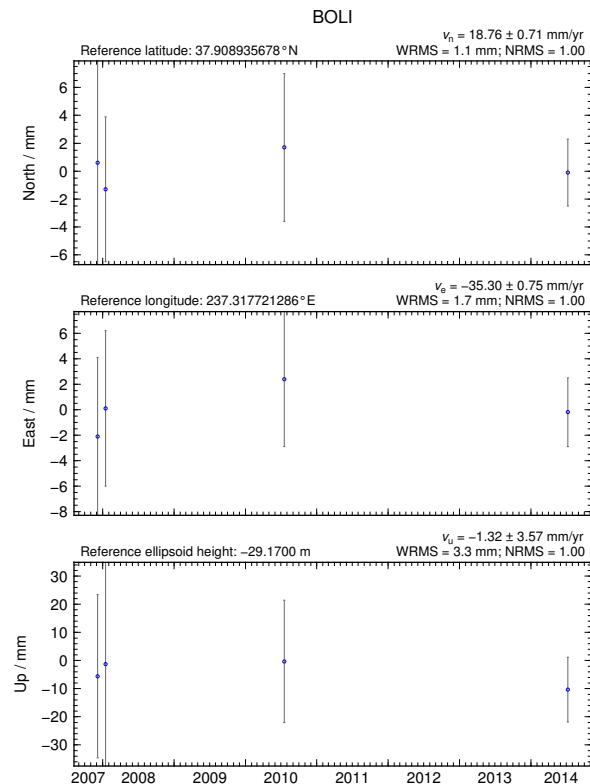 BOLI
vn = 18.76 ± 0.71 mm/yr
Reference latitude: 37.908935678°N WRMS = 1.1 mm; NRMS = 1.00
6
4
2
0
−2
−4
−6
North / mm
ve = −35.30 ± 0.75 mm/yr
Reference longitude: 237.317721286°E WRMS = 1.7 mm; NRMS = 1.00
6
4
2
0
−2
−4
−6
−8
East / mm
vu = −1.32 ± 3.57 mm/yr
Reference ellipsoid height: −29.1700 m WRMS = 3.3 mm; NRMS = 1.00
30
20
10
0
−10
−20
−30
Up / mm
2007 2008 2009 2010 2011 2012 2013 2014